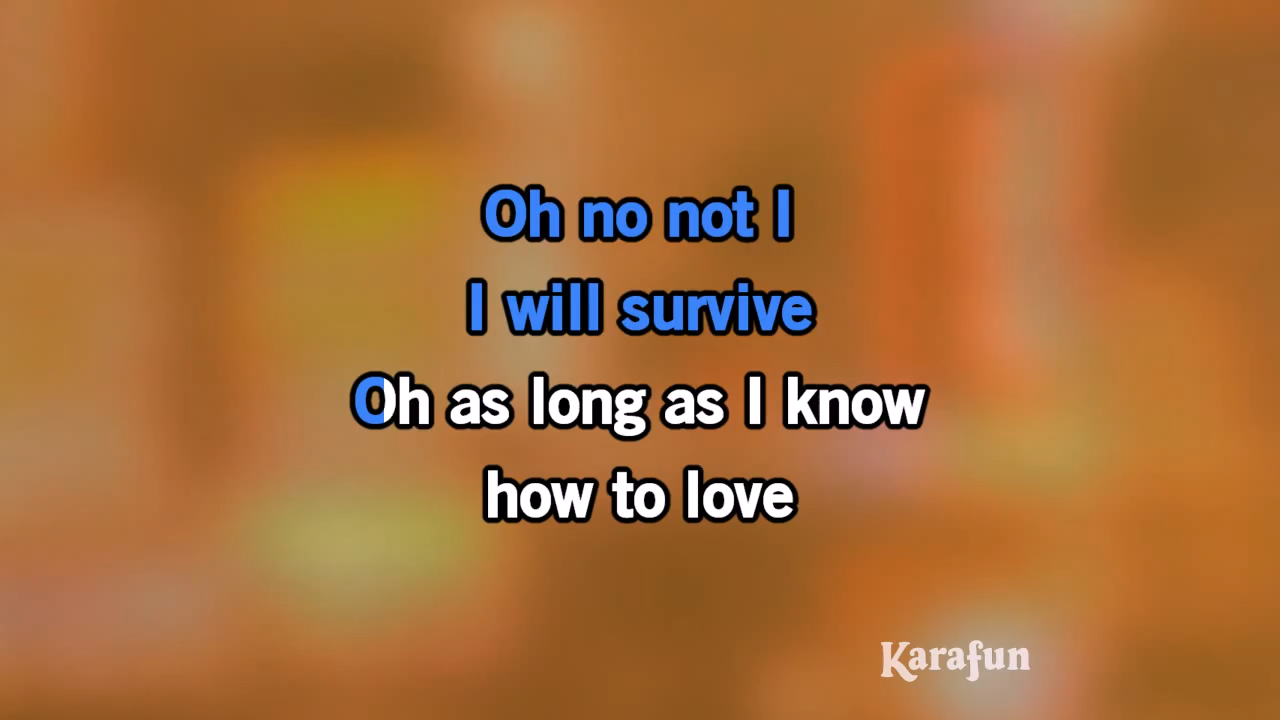 Oh no not I
I will survive
Oh as long as I know
how to love
Karafun